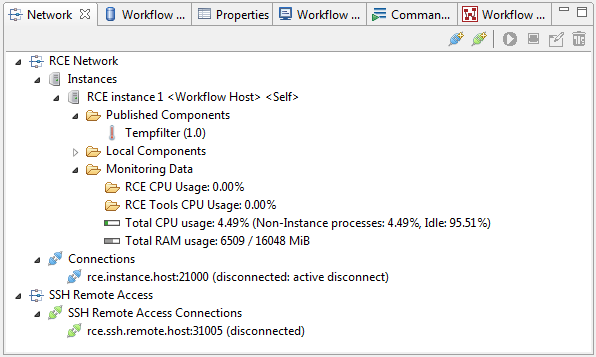 Network Workflow ... Properties Workflow ... Comman... Workflow ...
RCE Network
Instances
RCE instance 1 <Workflow Host> <Self>
Published Components
Tempfilter (1.0)
Local Components
Monitoring Data
RCE CPU Usage: 0.00%
RCE Tools CPU Usage: 0.00%
Total CPU usage: 4.49% (Non-Instance processes: 4.49%, Idle: 95.51%)
Total RAM usage: 6509 / 16048 MiB
Connections
rce.instance.host:21000 (disconnected: active disconnect)
SSH Remote Access
SSH Remote Access Connections
rce.ssh.remote.host:31005 (disconnected)